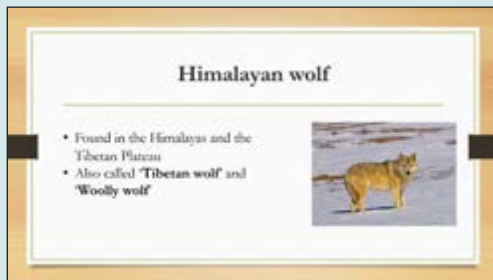 Himalayan wolf
• Found in the Himalayas and the
Tibetan Plateau
• Also called 'Tibetan wolf' and
'Woolly wolf'